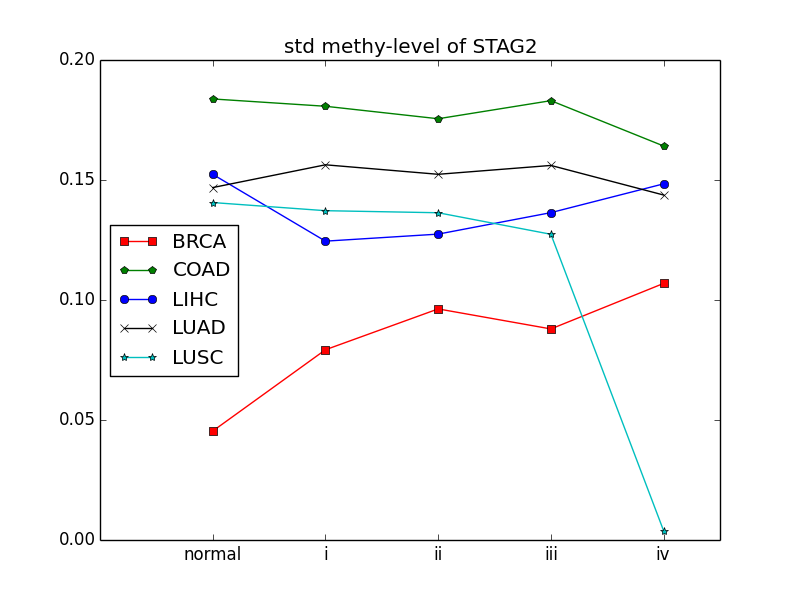 std methy-level of STAG2
0.20
0.15
0.10
0.05
0.00
BRCA
COAD
LIHC
LUAD
LUSC
normal i ii iii iv